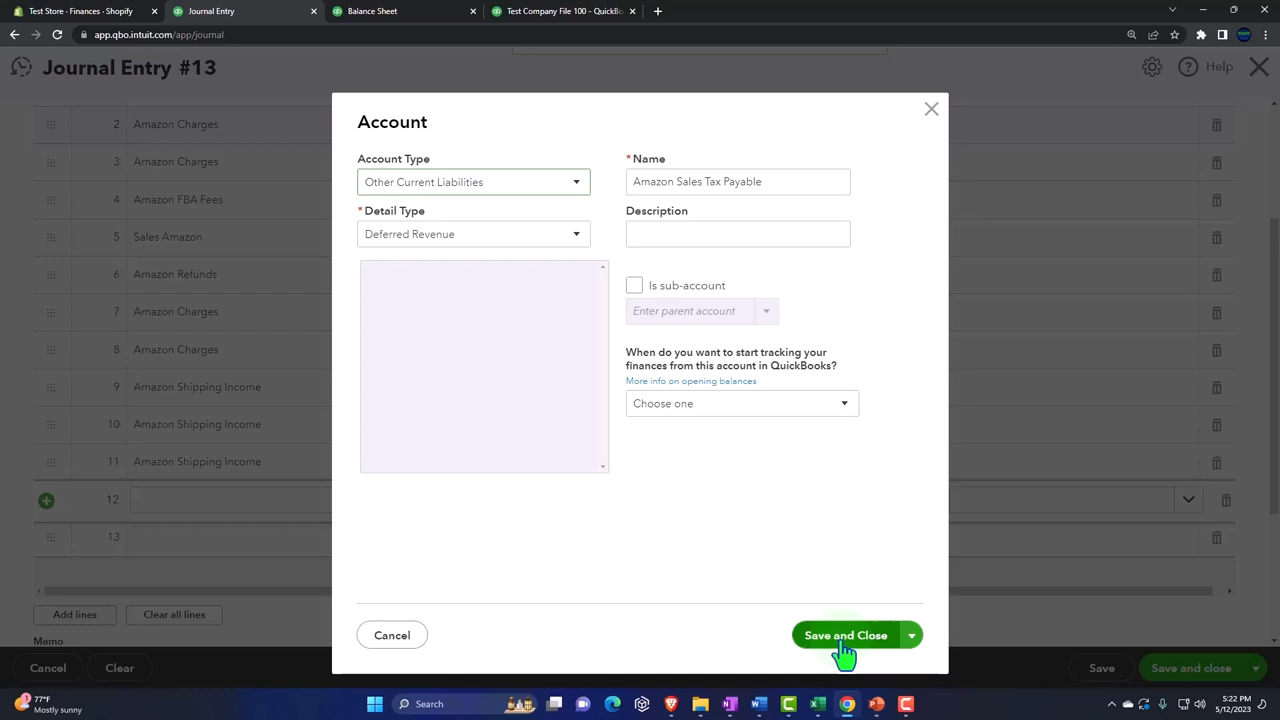 Test Store · Products · Shopify
Journal Entry
Balance Sheet
Test Company File 100 - QuickBo
app.qbo.intuit.com/app/journal
Journal Entry #13
Help
2 Amazon Charges
3 Amazon Charges
4 Amazon FBA Fees
5 Sales Amazon
6 Amazon Refunds
7 Amazon Charges
8 Amazon Charges
9 Amazon Shipping Income
10 Amazon Shipping Income
11 Amazon Shipping Income
12
13
Add lines
Clear all lines
Memo
Cancel
Clear
Save
Save and close
Account
Account Type
Other Current Liabilities
* Detail Type
Deferred Revenue
* Name
Amazon Sales Tax Payable
Description
Is sub-account
Enter parent account
When do you want to start tracking your
finances from this account in QuickBooks?
More info on opening balances
Choose one
Cancel
Save and Close
77°F
Mostly sunny
Search
5:22 PM
5/12/2023